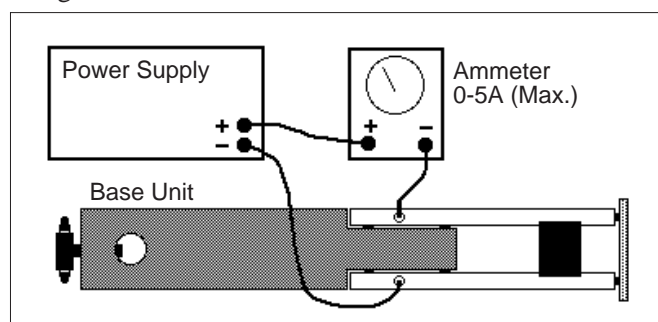 Power Supply
Ammeter
0-5A (Max.)
+
−
+
−
Base Unit